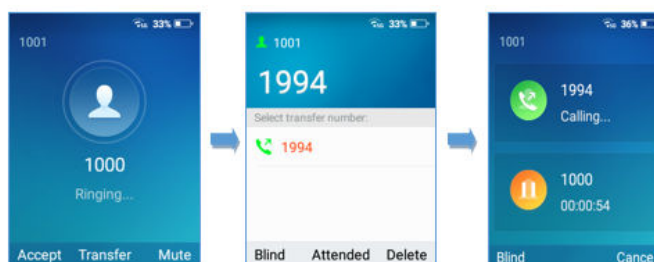 33%
1001
1000
Ringing...
Accept Transfer Mute
33%
1001
1994
Select transfer number:
1994
Blind Attended Delete
36%
1001
1994
Calling...
1000
00:00:54
Blind Cance